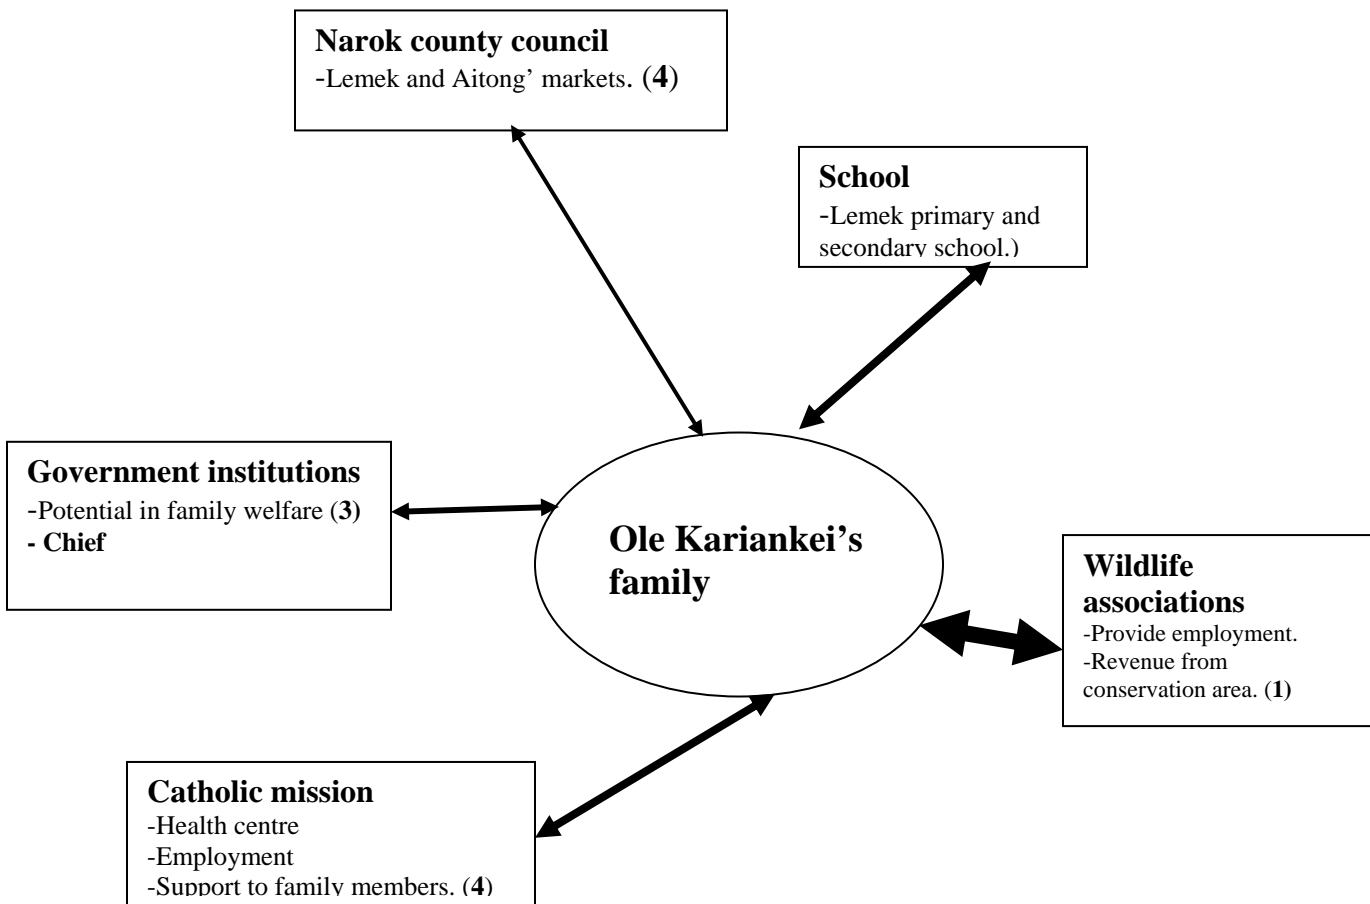 Narok county council
-Lemek and Aitong’ markets. (4)
School
-Lemek primary and
secondary school.)
Government institutions
-Potential in family welfare (3)
- Chief
Ole Kariankei’s
family
Wildlife
associations
-Provide employment.
-Revenue from
conservation area. (1)
Catholic mission
-Health centre
-Employment
-Support to family members. (4)